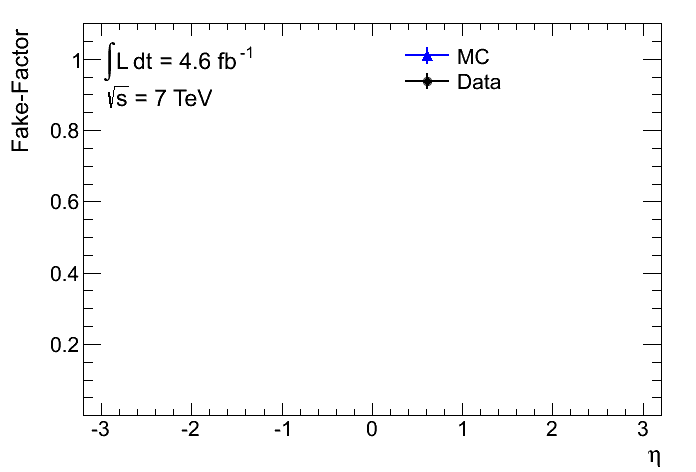 Fake-Factor
∫L dt = 4.6 fb⁻¹
√s = 7 TeV
MC
Data
1
0.8
0.6
0.4
0.2
-3 -2 -1 0 1 2 3
η